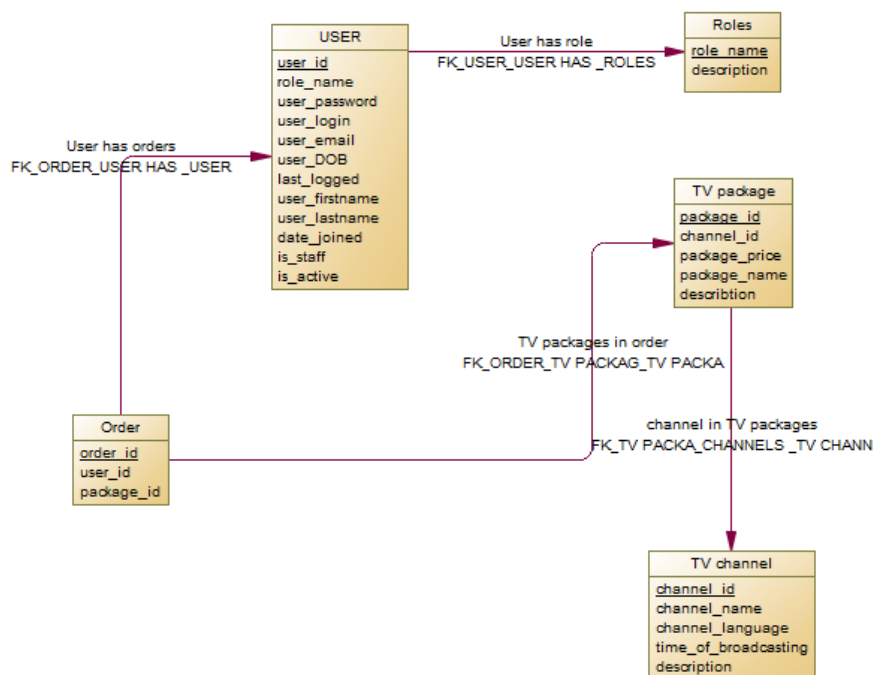 USER
user_id
role_name
user_password
user_login
user_email
user_DOB
last_logged
user_firstname
user_lastname
date_joined
is_staff
is_active
User has role
FK_USER_USER HAS _ROLES
Roles
role_name
description
User has orders
FK_ORDER_USER HAS _USER
TV package
package_id
channel_id
package_price
package_name
describtion
TV packages in order
FK_ORDER_TV PACKAG_TV PACKA
Order
order_id
user_id
package_id
channel in TV packages
FK_TV PACKA_CHANNELS _TV CHANN
TV channel
channel_id
channel_name
channel_language
time_of_broadcasting
description